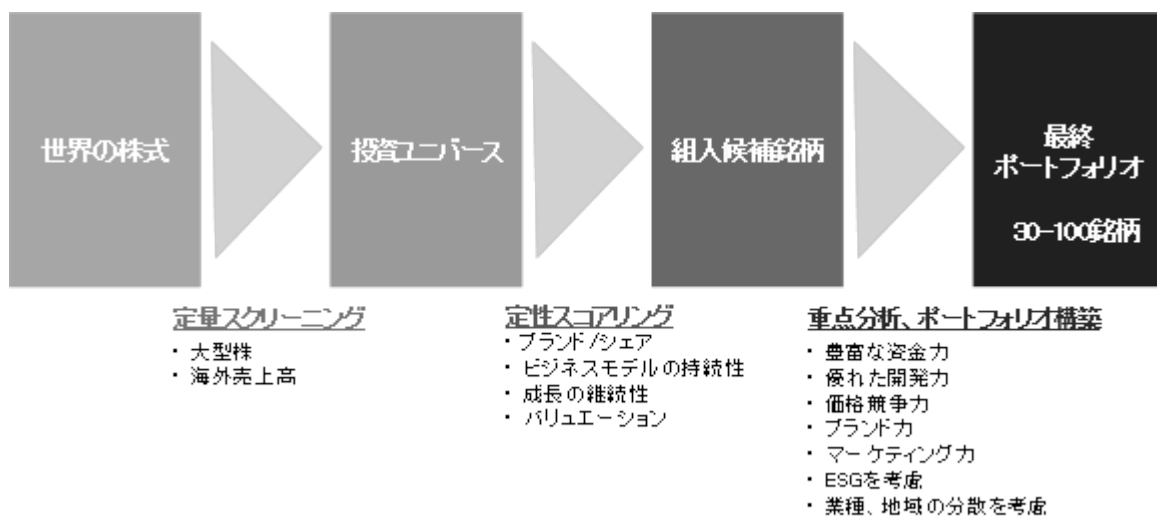 世界の株式
投資ユニバース
組入候補銘柄
最終
ポートフォリオ
30-100銘柄
定量スクリーニング
・ 大型株
・ 海外売上高
定性スコアリング
・ ブランド/シェア
・ ビジネスモデルの持続性
・ 成長の継続性
・ バリュエーション
重点分析、ポートフォリオ構築
・ 豊富な資金力
・ 優れた開発力
・ 価格競争力
・ ブランド力
・ マーケティング力
・ ESGを考慮
・ 業種、地域の分散を考慮